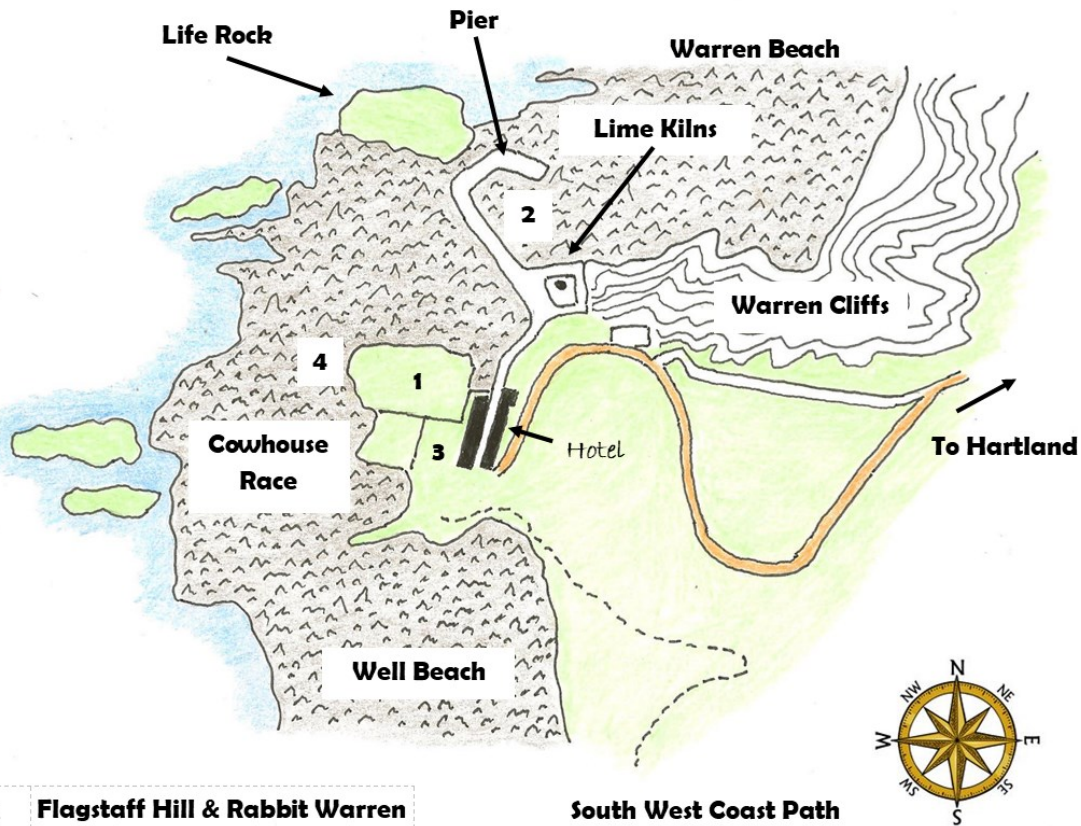 Pier
Life Rock
Warren Beach
Lime Kilns
2
Warren Cliffs
4
1
Cowhouse
Race
3
Hotel
To Hartland
Well Beach
N
NW
NE
W
E
SW
SE
S
Flagstaff Hill & Rabbit Warren
South West Coast Path